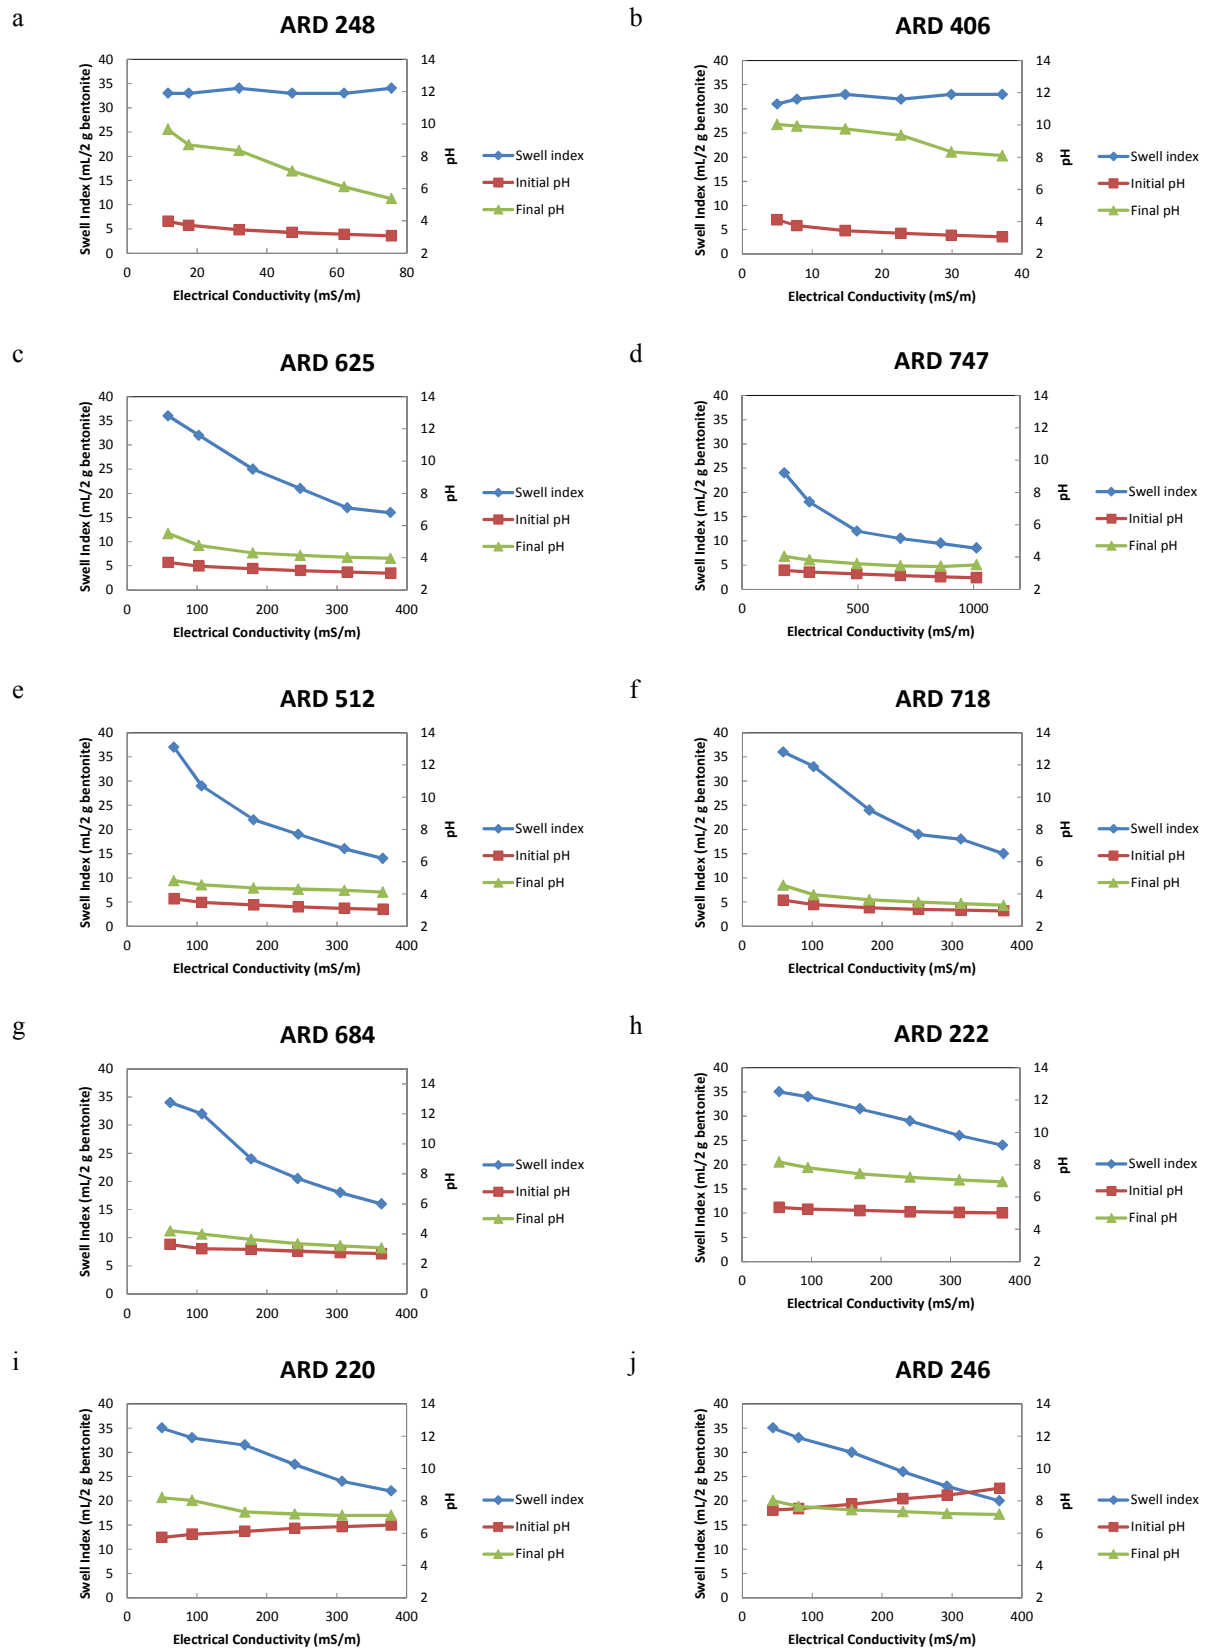 a
ARD 248
Swell Index (mL/2 g bentonite)
40
35
30
25
20
15
10
5
0
14
12
10
8
6
4
2
pH
0 20 40 60 80
Electrical Conductivity (mS/m)
Swell index
Initial pH
Final pH
b
ARD 406
Swell Index (mL/2 g bentonite)
40
35
30
25
20
15
10
5
0
14
12
10
8
6
4
2
pH
0 10 20 30 40
Electrical Conductivity (mS/m)
Swell index
Initial pH
Final pH
c
ARD 625
Swell Index (mL/2 g bentonite)
40
35
30
25
20
15
10
5
0
14
12
10
8
6
4
2
pH
0 100 200 300 400
Electrical Conductivity (mS/m)
Swell index
Initial pH
Final pH
d
ARD 747
Swell Index (mL/2 g bentonite)
40
35
30
25
20
15
10
5
0
14
12
10
8
6
4
2
pH
0 500 1000
Electrical Conductivity (mS/m)
Swell index
Initial pH
Final pH
e
ARD 512
Swell Index (mL/2 g bentonite)
40
35
30
25
20
15
10
5
0
14
12
10
8
6
4
2
pH
0 100 200 300 400
Electrical Conductivity (mS/m)
Swell index
Initial pH
Final pH
f
ARD 718
Swell Index (mL/2 g bentonite)
40
35
30
25
20
15
10
5
0
14
12
10
8
6
4
2
pH
0 100 200 300 400
Electrical Conductivity (mS/m)
Swell index
Initial pH
Final pH
g
ARD 684
Swell Index (mL/2 g bentonite)
40
35
30
25
20
15
10
5
0
14
12
10
8
6
4
2
0
pH
0 100 200 300 400
Swell index
Initial pH
Final pH
h
ARD 222
Swell Index (mL/2 g bentonite)
40
35
30
25
20
15
10
5
0
14
12
10
8
6
4
2
pH
0 100 200 300 400
Electrical Conductivity (mS/m)
Swell index
Initial pH
Final pH
i
ARD 220
Swell Index (mL/2 g bentonite)
40
35
30
25
20
15
10
5
0
14
12
10
8
6
4
2
pH
0 100 200 300 400
Electrical Conductivity (mS/m)
Swell index
Initial pH
Final pH
j
ARD 246
Swell Index (mL/2 g bentonite)
40
35
30
25
20
15
10
5
0
14
12
10
8
6
4
2
pH
0 100 200 300 400
Electrical Conductivity (mS/m)
Swell index
Initial pH
Final pH